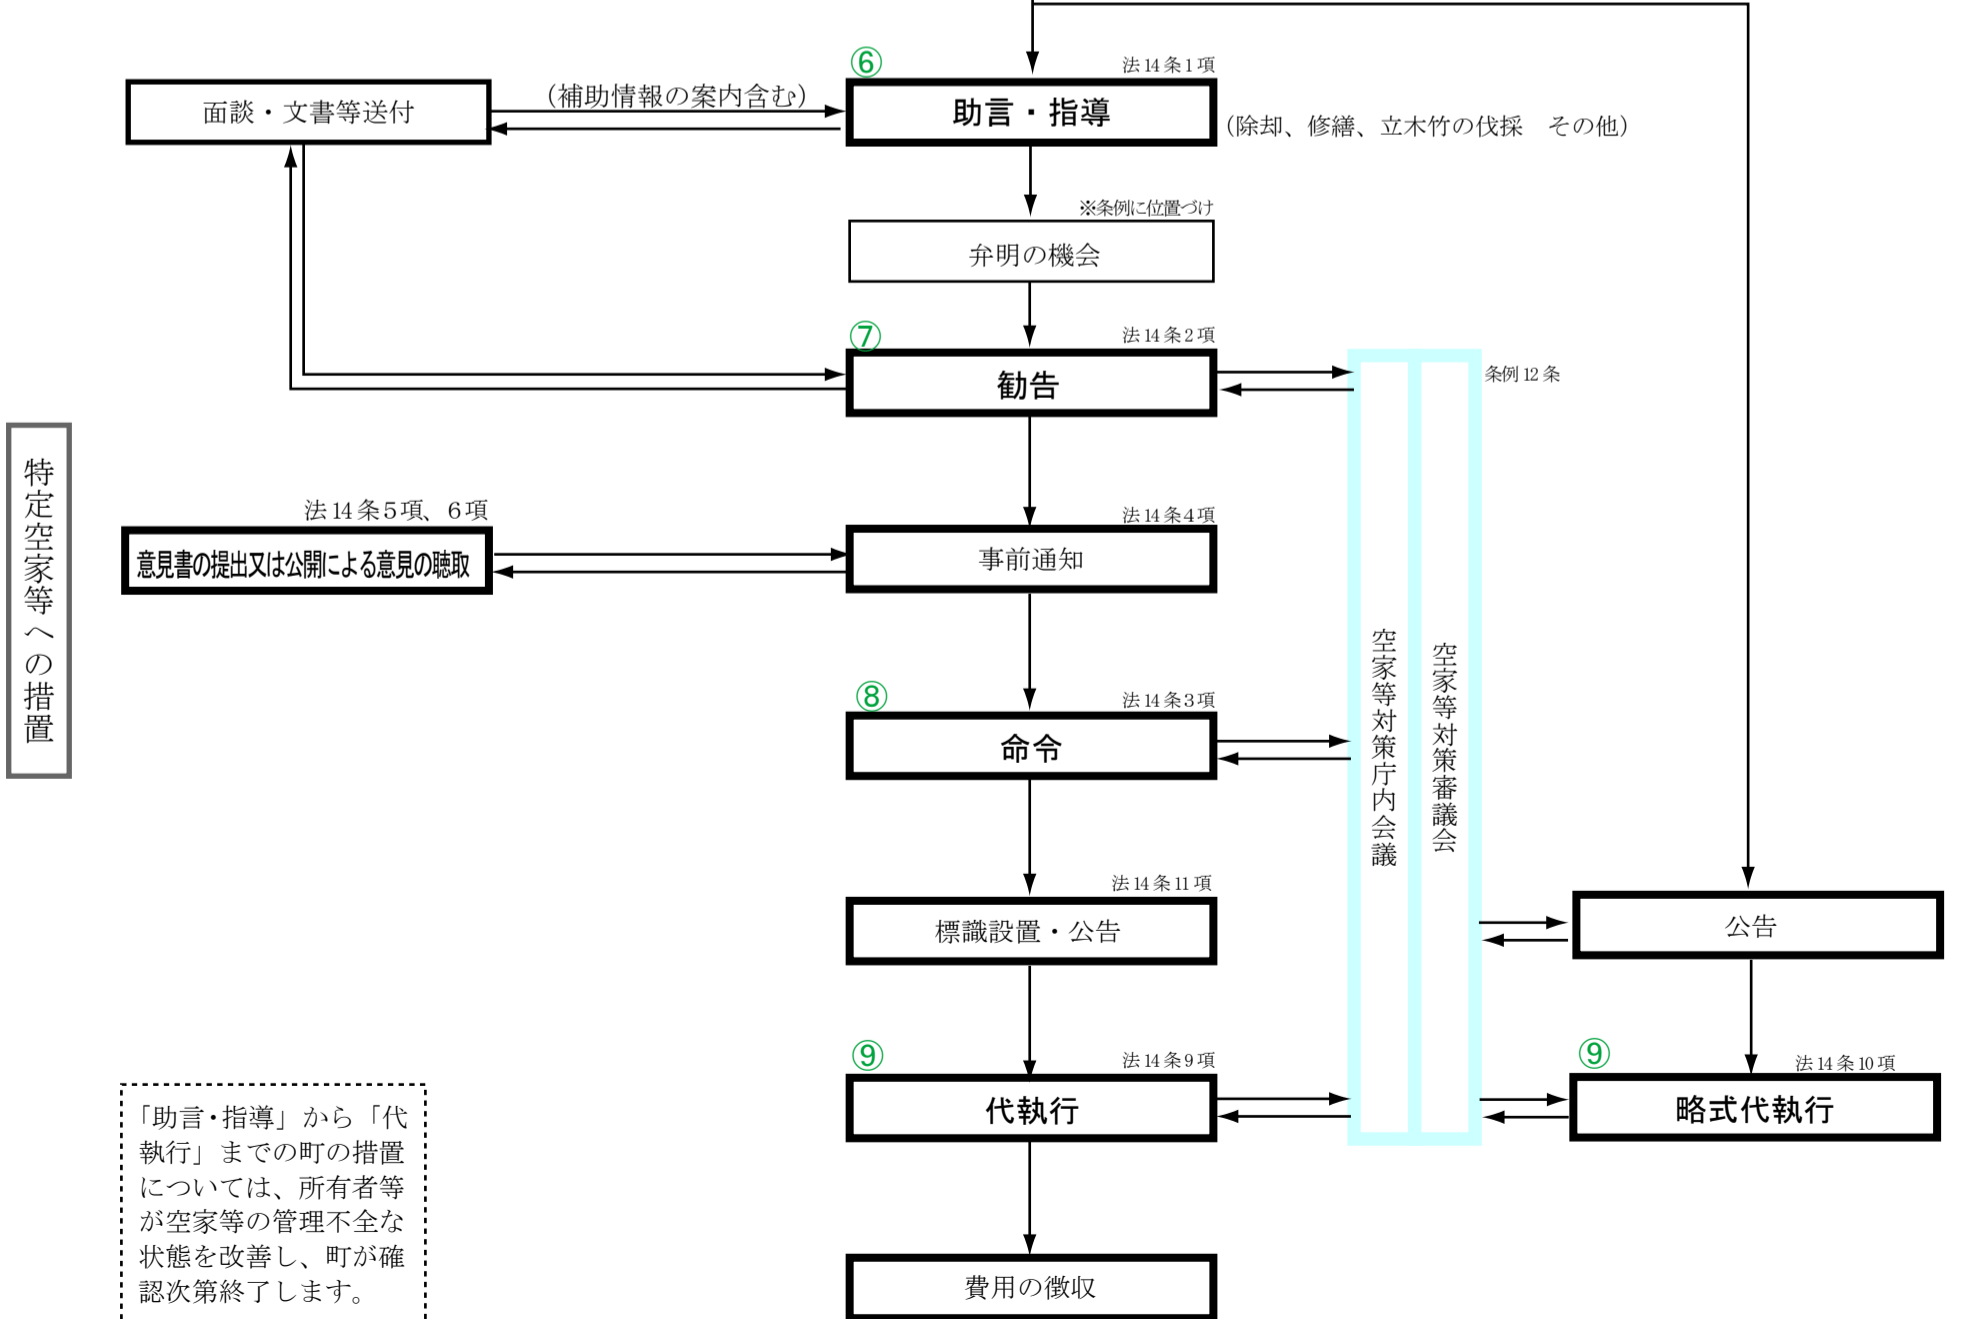 ⑥
法14条1項
面談・文書等送付
（補助情報の案内含む）
助言・指導
（除却、修繕、立木竹の伐採　その他）
※条例に位置づけ
弁明の機会
⑦
法14条2項
勧告
条例12条
特定空家等への措置
法14条5項、6項
意見書の提出又は公開による意見の聴取
法14条4項
事前通知
空家等対策庁内会議
空家等対策審議会
⑧
法14条3項
命令
法14条11項
標識設置・公告
公告
⑨
法14条9項
代執行
⑨
法14条10項
略式代執行
「助言・指導」から「代
執行」までの町の措置
については、所有者等
が空家等の管理不全な
状態を改善し、町が確
認次第終了します。
費用の徴収